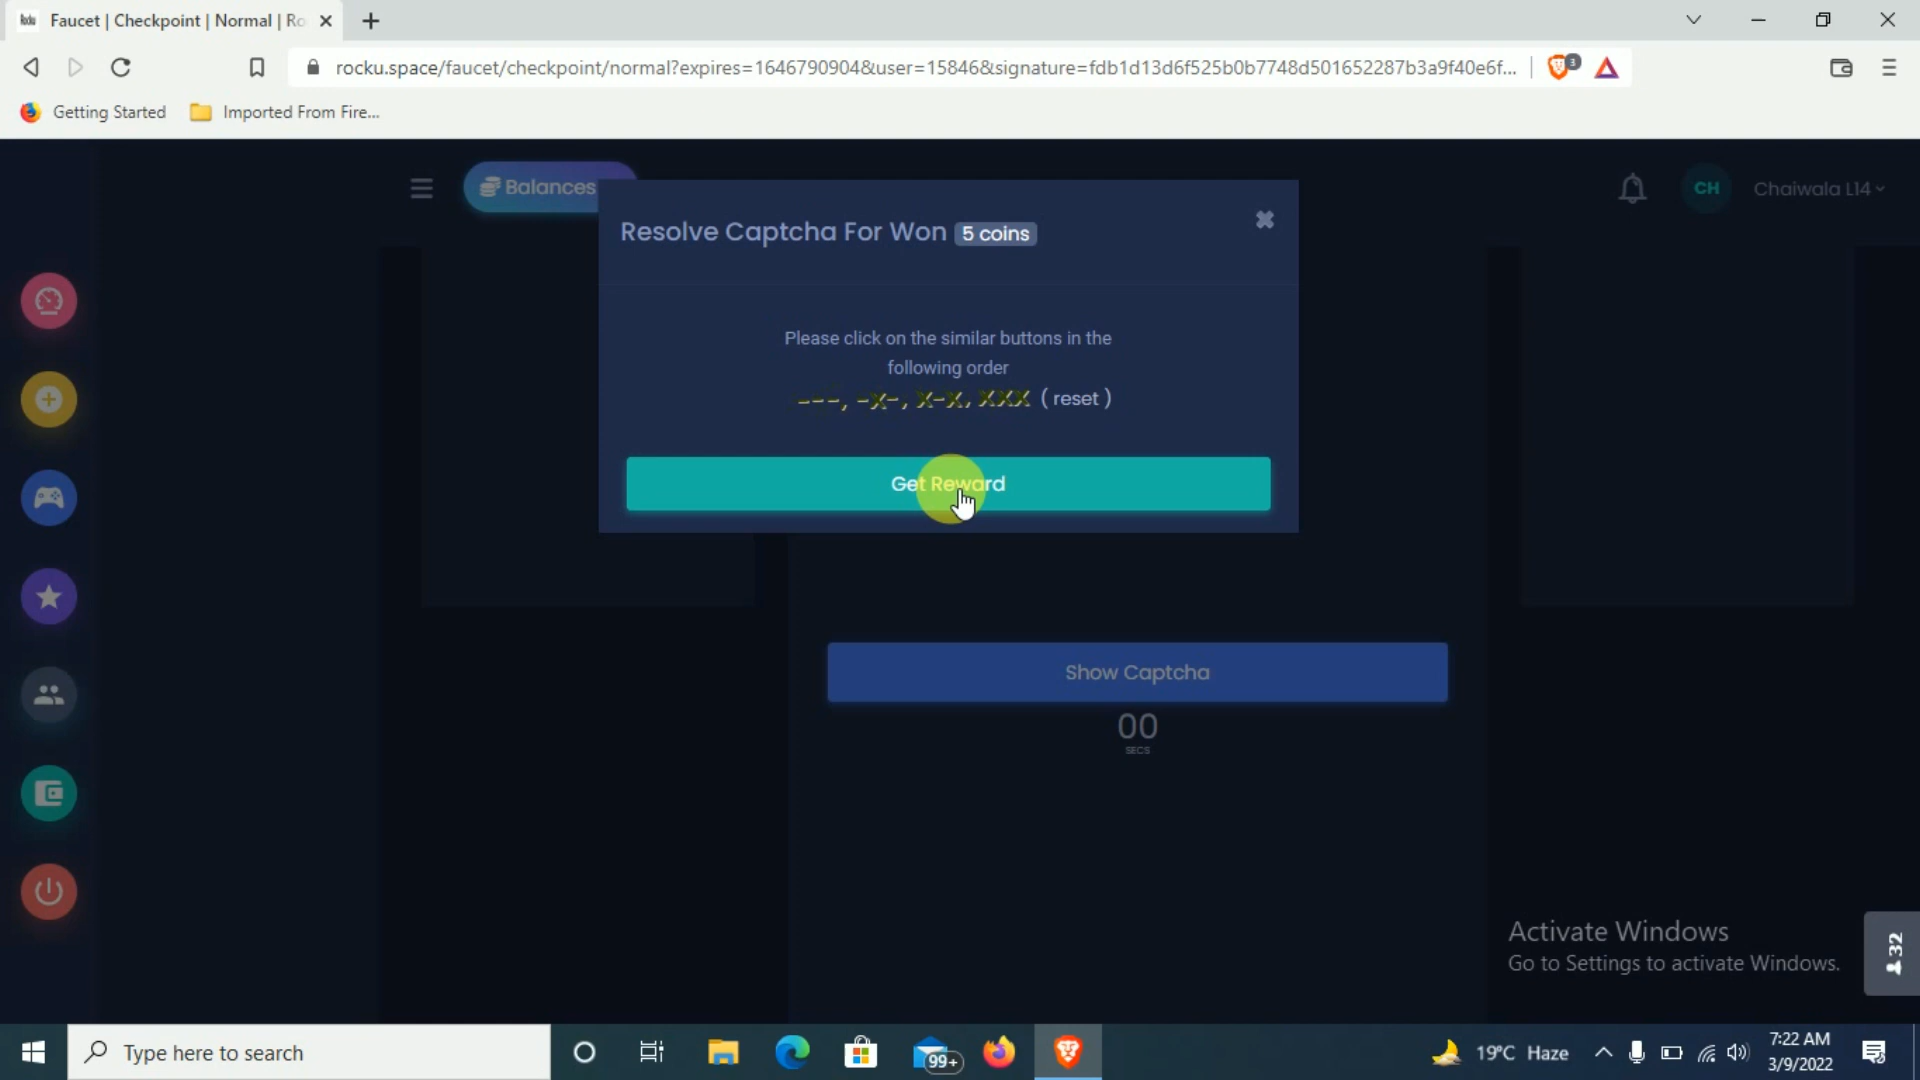 Rocku Faucet | Checkpoint | Normal | Ro
rocku.space/faucet/checkpoint/normal?expires=1646790904&user=15846&signature=fdb1d13d6f525b0b7748d501652287b3a9f40e6f...
3
Getting Started
Imported From Fire...
Balances
CH
Chaiwala L14
Resolve Captcha For Won 5 coins
Please click on the similar buttons in the
following order
---, -x-, X-X, XXX ( reset )
Get Reward
Show Captcha
00
SECS
Activate Windows
Go to Settings to activate Windows.
32
Type here to search
99+
19°C Haze
7:22 AM
3/9/2022